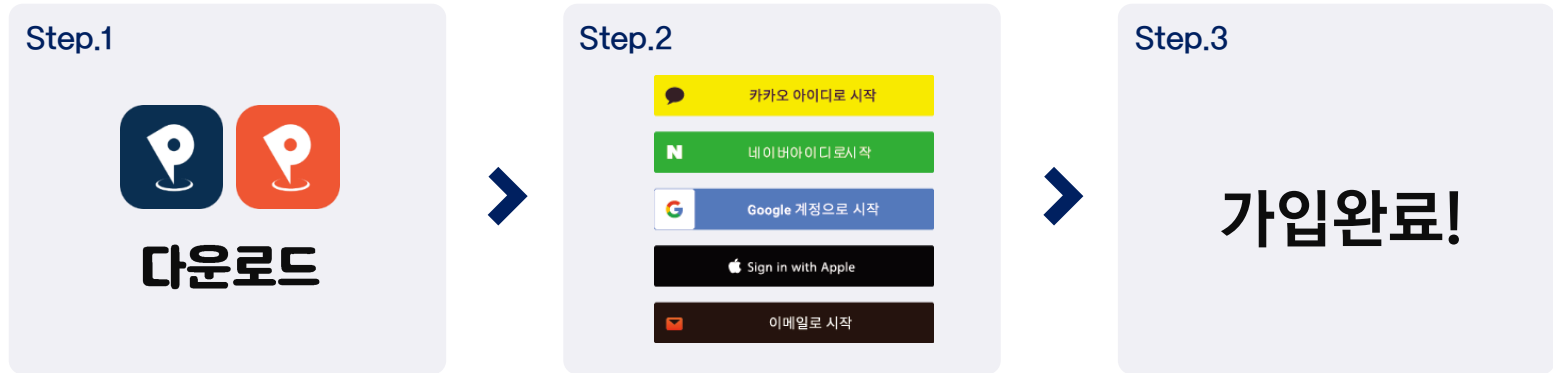 Step.1
다운로드
Step.2
카카오 아이디로 시작
네이버아이디로시작
Google 계정으로 시작
Sign in with Apple
이메일로 시작
Step.3
가입완료!